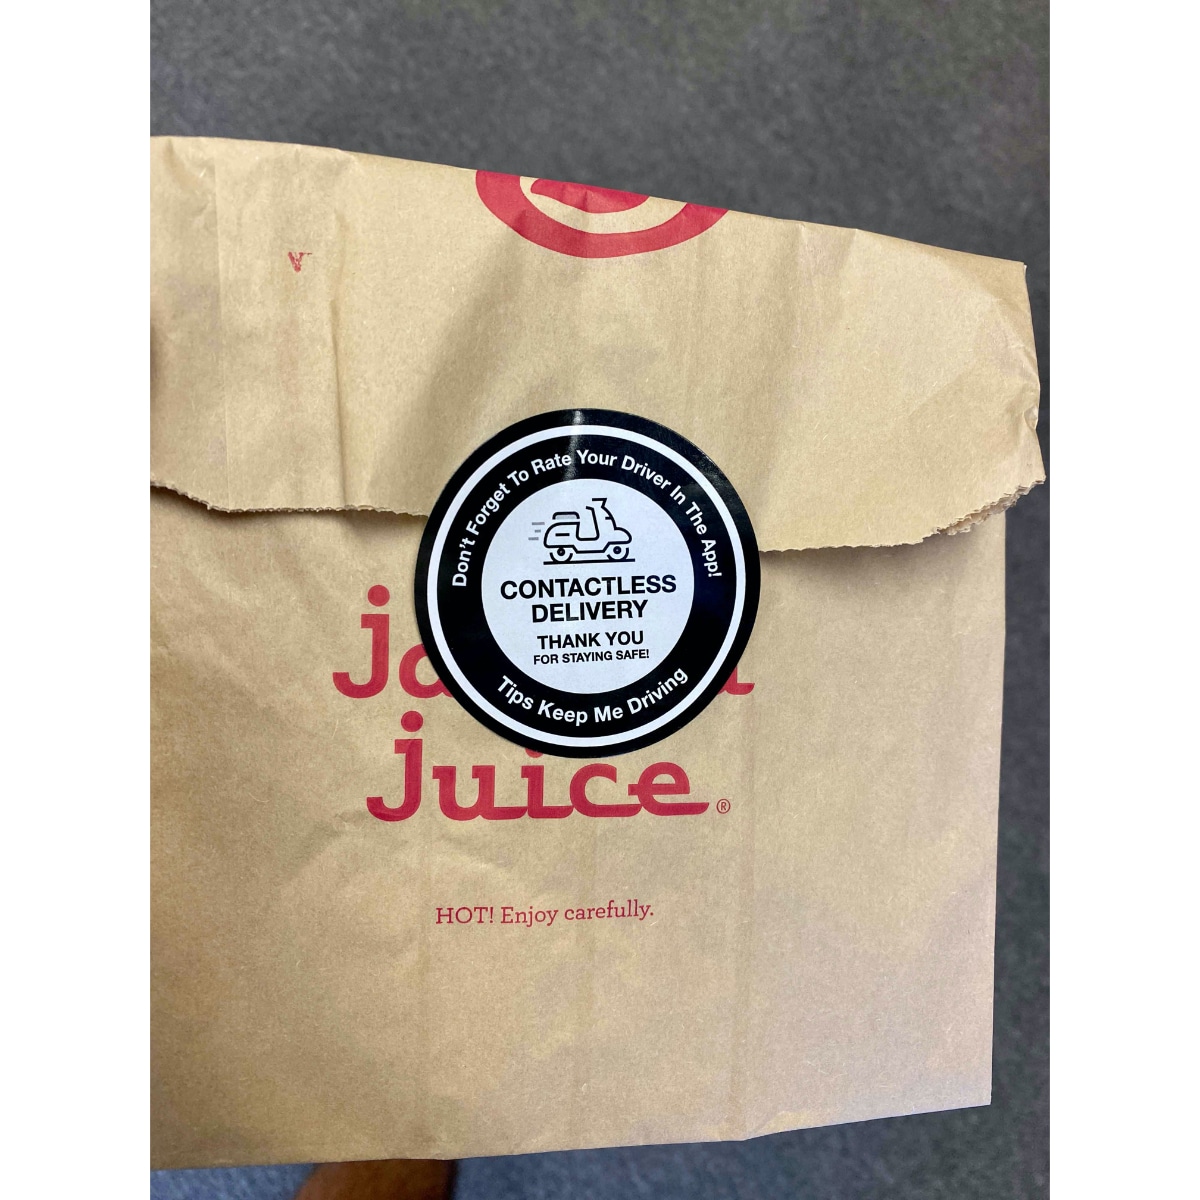 Don't Forget To Rate Your Driver In The App!
CONTACTLESS
DELIVERY
THANK YOU
FOR STAYING SAFE!
Tips Keep Me Driving
juice®
HOT! Enjoy carefully.